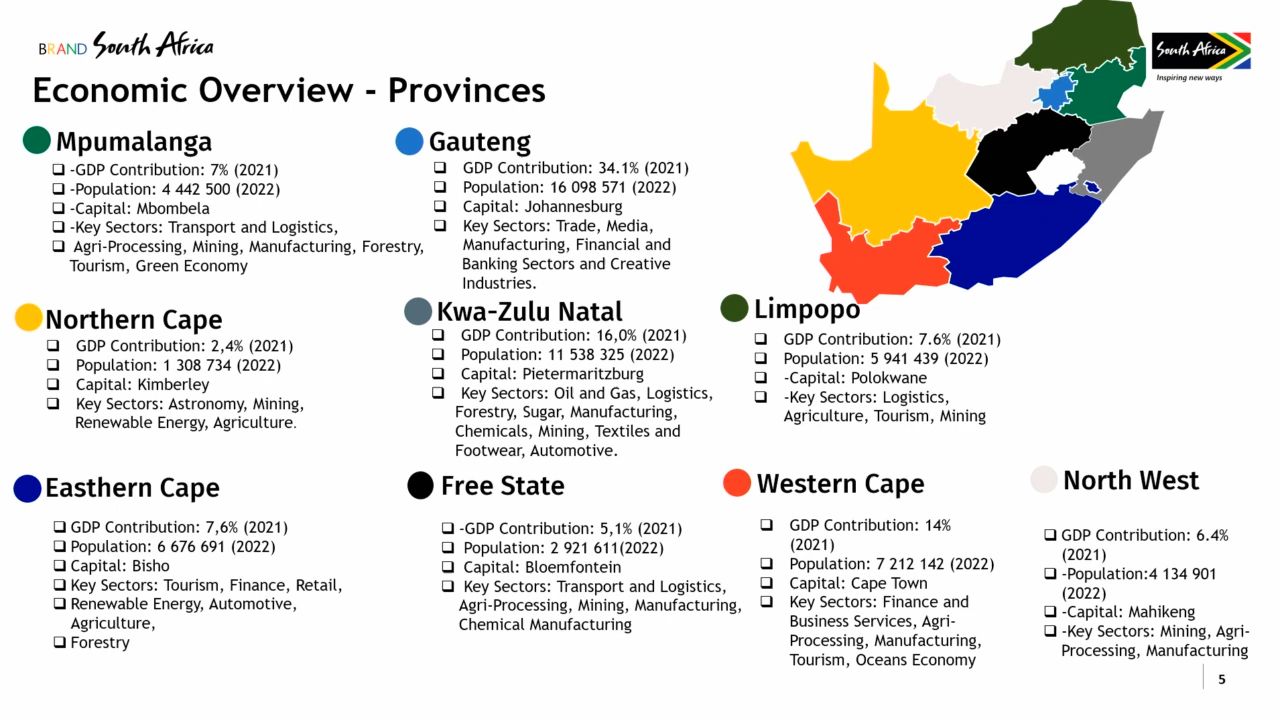 BRAND South Africa
South Africa
Inspiring new ways
Economic Overview - Provinces
Mpumalanga
❑ -GDP Contribution: 7% (2021)
❑ -Population: 4 442 500 (2022)
❑ -Capital: Mbombela
❑ -Key Sectors: Transport and Logistics,
❑ Agri-Processing, Mining, Manufacturing, Forestry,
Tourism, Green Economy
Gauteng
❑ GDP Contribution: 34.1% (2021)
❑ Population: 16 098 571 (2022)
❑ Capital: Johannesburg
❑ Key Sectors: Trade, Media,
Manufacturing, Financial and
Banking Sectors and Creative
Industries.
Northern Cape
❑ GDP Contribution: 2,4% (2021)
❑ Population: 1 308 734 (2022)
❑ Capital: Kimberley
❑ Key Sectors: Astronomy, Mining,
Renewable Energy, Agriculture.
Kwa-Zulu Natal
❑ GDP Contribution: 16,0% (2021)
❑ Population: 11 538 325 (2022)
❑ Capital: Pietermaritzburg
❑ Key Sectors: Oil and Gas, Logistics,
Forestry, Sugar, Manufacturing,
Chemicals, Mining, Textiles and
Footwear, Automotive.
Limpopo
❑ GDP Contribution: 7.6% (2021)
❑ Population: 5 941 439 (2022)
❑ -Capital: Polokwane
❑ -Key Sectors: Logistics,
Agriculture, Tourism, Mining
Easthern Cape
❑ GDP Contribution: 7,6% (2021)
❑ Population: 6 676 691 (2022)
❑ Capital: Bisho
❑ Key Sectors: Tourism, Finance, Retail,
❑ Renewable Energy, Automotive,
Agriculture,
❑ Forestry
Free State
❑ -GDP Contribution: 5,1% (2021)
❑ Population: 2 921 611(2022)
❑ Capital: Bloemfontein
❑ Key Sectors: Transport and Logistics,
Agri-Processing, Mining, Manufacturing,
Chemical Manufacturing
Western Cape
❑ GDP Contribution: 14%
(2021)
❑ Population: 7 212 142 (2022)
❑ Capital: Cape Town
❑ Key Sectors: Finance and
Business Services, Agri-
Processing, Manufacturing,
Tourism, Oceans Economy
North West
❑ GDP Contribution: 6.4%
(2021)
❑ -Population:4 134 901
(2022)
❑ -Capital: Mahikeng
❑ -Key Sectors: Mining, Agri-
Processing, Manufacturing
5